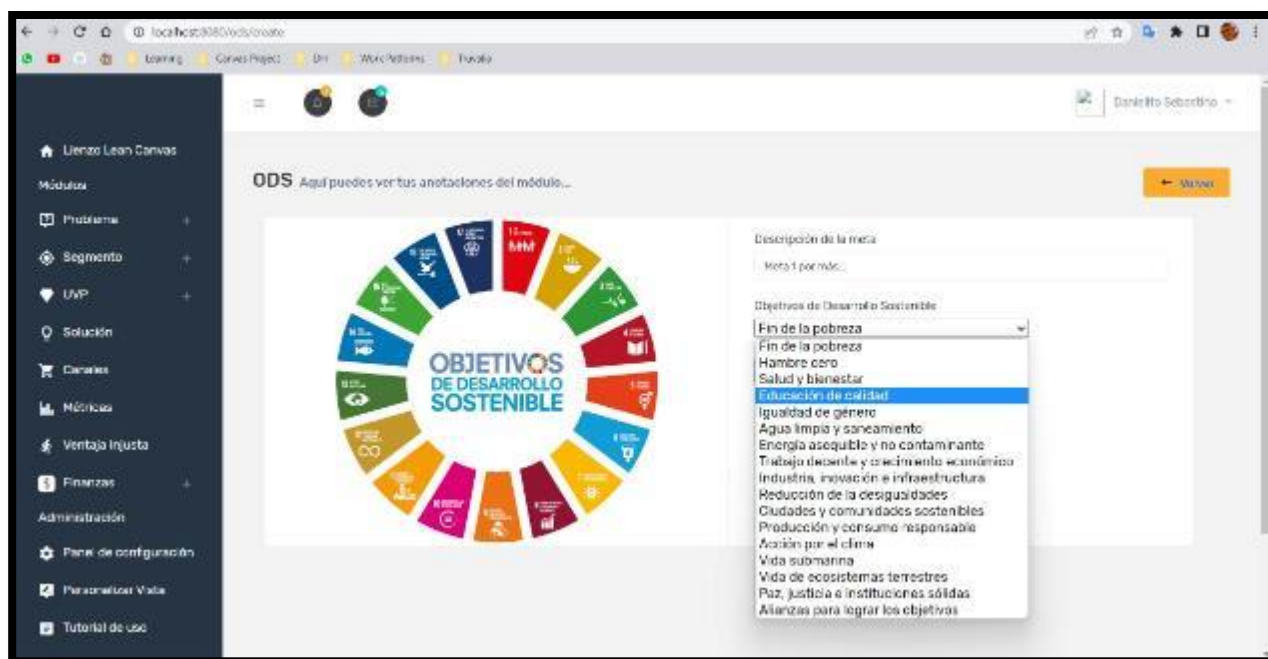 localhost:8080/ods/create
Learning
Canvas Project
Work Patterns
Danielito Sebastino
Lienzo Lean Canvas
Módulos
Problema +
Segmento +
UVP +
Solución
Canales
Métricas
Ventaja Injusta
Finanzas +
Administración
Panel de configuración
Personalizar Vista
Tutorial de uso
ODS Aquí puedes ver tus anotaciones del módulo...
← Volver
OBJETIVOS
DE DESARROLLO
SOSTENIBLE
Descripción de la meta
Meta 1 por más...
Objetivos de Desarrollo Sostenible
Fin de la pobreza
Fin de la pobreza
Hambre cero
Salud y bienestar
Educación de calidad
Igualdad de género
Agua limpia y saneamiento
Energía asequible y no contaminante
Trabajo decente y crecimiento económico
Industria, inovación e infraestructura
Reducción de la desigualdades
Ciudades y comunidades sostenibles
Producción y consumo responsable
Acción por el clima
Vida submarina
Vida de ecosistemas terrestres
Paz, justicia e instituciones sólidas
Alianzas para lograr los objetivos